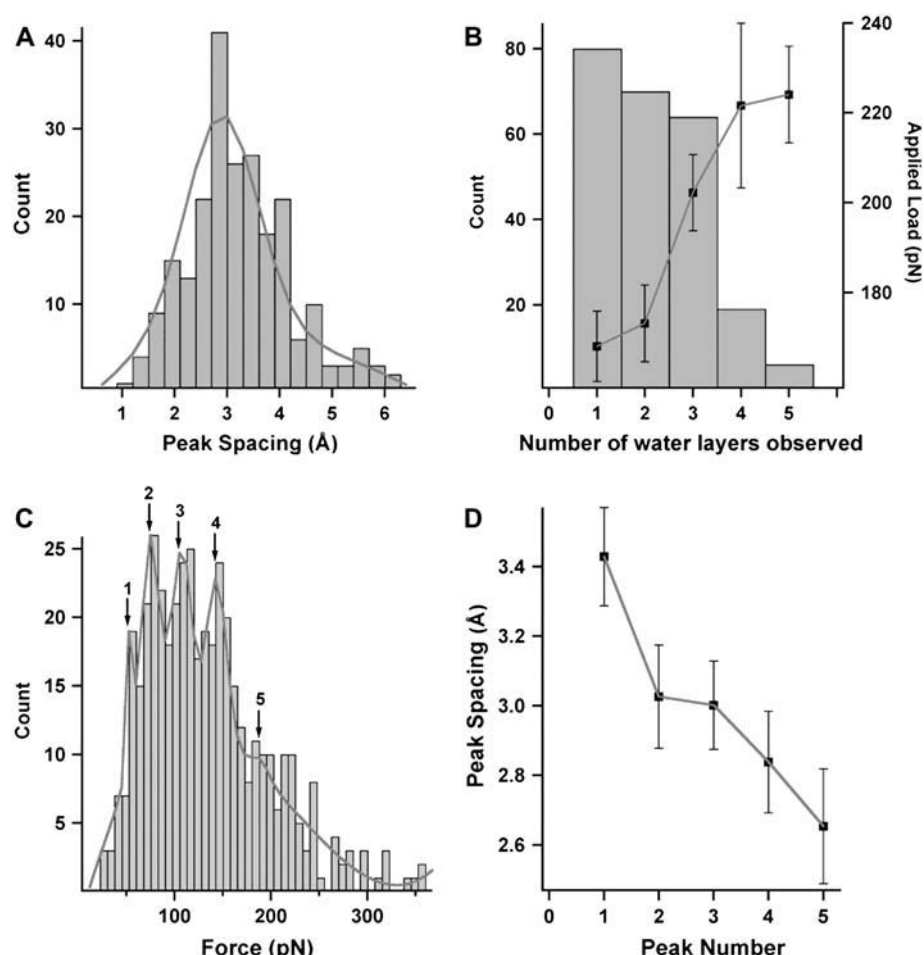 A
40
30
20
10
Count
1 2 3 4 5 6
Peak Spacing (Å)
B
80
60
40
20
Count
240
220
200
180
Applied Load (pN)
0 1 2 3 4 5
Number of water layers observed
C
25
20
15
10
5
Count
1
2
3
4
5
100 200 300
Force (pN)
D
3.4
3.2
3.0
2.8
2.6
Peak Spacing (Å)
0 1 2 3 4 5
Peak Number